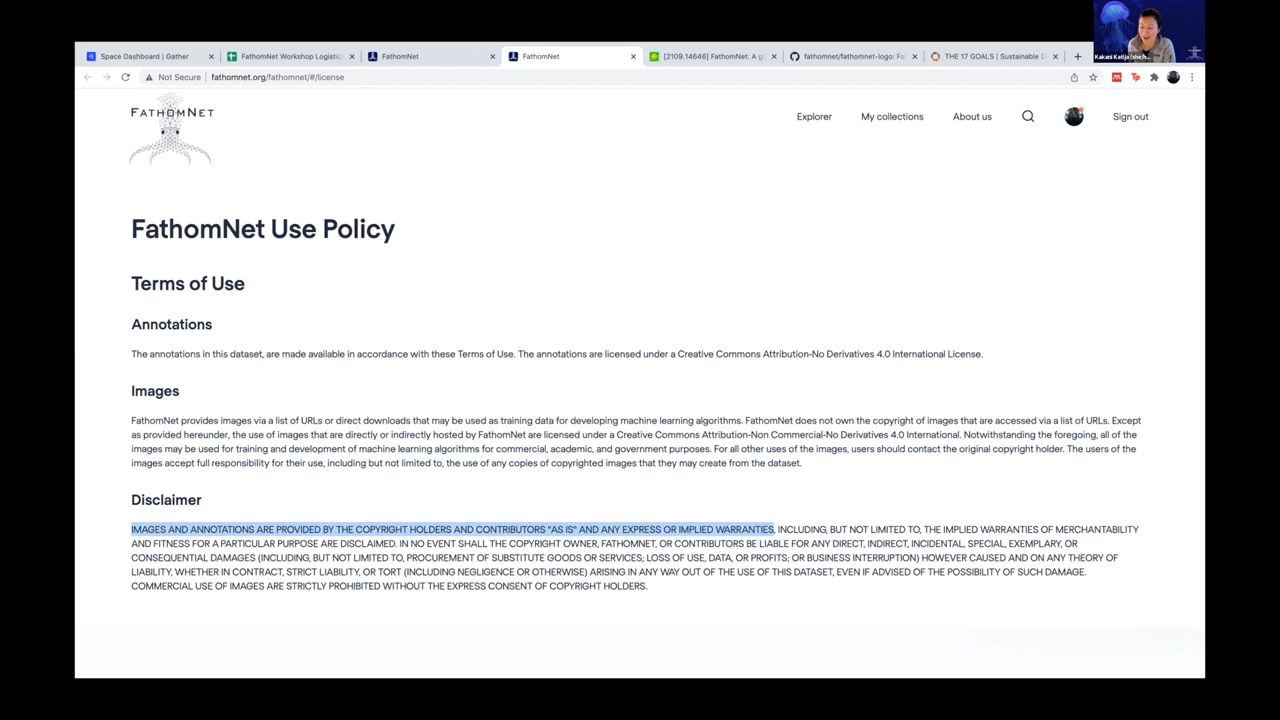 Space Dashboard | Gather
FathomNet Workshop Logistic
FathomNet
FathomNet
[2109.14646] FathomNet: A gl
fathomnet/fathomnet-logo: Fa
THE 17 GOALS | Sustainable D
Not Secure
fathomnet.org/fathomnet/#/license
Kakani Katija (she/h...
FATHOMNET
Explorer
My collections
About us
Sign out
FathomNet Use Policy
Terms of Use
Annotations
The annotations in this dataset, are made available in accordance with these Terms of Use. The annotations are licensed under a Creative Commons Attribution-No Derivatives 4.0 International License.
Images
FathomNet provides images via a list of URLs or direct downloads that may be used as training data for developing machine learning algorithms. FathomNet does not own the copyright of images that are accessed via a list of URLs. Except
as provided hereunder, the use of images that are directly or indirectly hosted by FathomNet are licensed under a Creative Commons Attribution-Non Commercial-No Derivatives 4.0 International. Notwithstanding the foregoing, all of the
images may be used for training and development of machine learning algorithms for commercial, academic, and government purposes. For all other uses of the images, users should contact the original copyright holder. The users of the
images accept full responsibility for their use, including but not limited to, the use of any copies of copyrighted images that they may create from the dataset.
Disclaimer
IMAGES AND ANNOTATIONS ARE PROVIDED BY THE COPYRIGHT HOLDERS AND CONTRIBUTORS "AS IS" AND ANY EXPRESS OR IMPLIED WARRANTIES, INCLUDING, BUT NOT LIMITED TO, THE IMPLIED WARRANTIES OF MERCHANTABILITY
AND FITNESS FOR A PARTICULAR PURPOSE ARE DISCLAIMED. IN NO EVENT SHALL THE COPYRIGHT OWNER, FATHOMNET, OR CONTRIBUTORS BE LIABLE FOR ANY DIRECT, INDIRECT, INCIDENTAL, SPECIAL, EXEMPLARY, OR
CONSEQUENTIAL DAMAGES (INCLUDING, BUT NOT LIMITED TO, PROCUREMENT OF SUBSTITUTE GOODS OR SERVICES; LOSS OF USE, DATA, OR PROFITS; OR BUSINESS INTERRUPTION) HOWEVER CAUSED AND ON ANY THEORY OF
LIABILITY, WHETHER IN CONTRACT, STRICT LIABILITY, OR TORT (INCLUDING NEGLIGENCE OR OTHERWISE) ARISING IN ANY WAY OUT OF THE USE OF THIS DATASET, EVEN IF ADVISED OF THE POSSIBILITY OF SUCH DAMAGE.
COMMERCIAL USE OF IMAGES ARE STRICTLY PROHIBITED WITHOUT THE EXPRESS CONSENT OF COPYRIGHT HOLDERS.